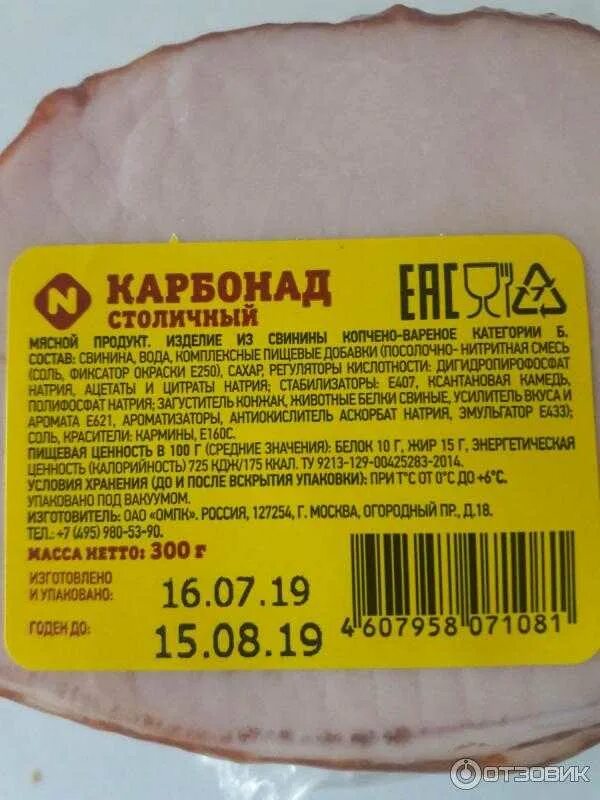 N КАРБОНАД
СТОЛИЧНЫЙ
EAC
7
МЯСНОЙ ПРОДУКТ. ИЗДЕЛИЕ ИЗ СВИНИНЫ КОПЧЕНО-ВАРЕНОЕ КАТЕГОРИИ Б.
СОСТАВ: СВИНИНА, ВОДА, КОМПЛЕКСНЫЕ ПИЩЕВЫЕ ДОБАВКИ (ПОСОЛОЧНО- НИТРИТНАЯ СМЕСЬ
(СОЛЬ, ФИКСАТОР ОКРАСКИ Е250), САХАР, РЕГУЛЯТОРЫ КИСЛОТНОСТИ: ДИГИДРОПИРОФОСФАТ
НАТРИЯ, АЦЕТАТЫ И ЦИТРАТЫ НАТРИЯ; СТАБИЛИЗАТОРЫ: Е407, КСАНТАНОВАЯ КАМЕДЬ,
ПОЛИФОСФАТ НАТРИЯ; ЗАГУСТИТЕЛЬ КОНЖАК, ЖИВОТНЫЕ БЕЛКИ СВИНЫЕ, УСИЛИТЕЛЬ ВКУСА И
АРОМАТА Е621, АРОМАТИЗАТОРЫ, АНТИОКИСЛИТЕЛЬ АСКОРБАТ НАТРИЯ, ЭМУЛЬГАТОР Е433);
СОЛЬ, КРАСИТЕЛИ: КАРМИНЫ, Е160С.
ПИЩЕВАЯ ЦЕННОСТЬ В 100 Г (СРЕДНИЕ ЗНАЧЕНИЯ): БЕЛОК 10 Г, ЖИР 15 Г, ЭНЕРГЕТИЧЕСКАЯ
ЦЕННОСТЬ (КАЛОРИЙНОСТЬ) 725 КДЖ/175 ККАЛ. ТУ 9213-129-00425283-2014.
УСЛОВИЯ ХРАНЕНИЯ (ДО И ПОСЛЕ ВСКРЫТИЯ УПАКОВКИ): ПРИ Т°С ОТ 0°С ДО +6°С.
УПАКОВАНО ПОД ВАКУУМОМ.
ИЗГОТОВИТЕЛЬ: ОАО «ОМПК». РОССИЯ, 127254, Г. МОСКВА, ОГОРОДНЫЙ ПР., Д.18.
ТЕЛ.: +7 (495) 980-53-90.
МАССА НЕТТО: 300 г
ИЗГОТОВЛЕНО
И УПАКОВАНО: 16.07.19
ГОДЕН ДО: 15.08.19
4 607958 071081
ОТЗОВИК